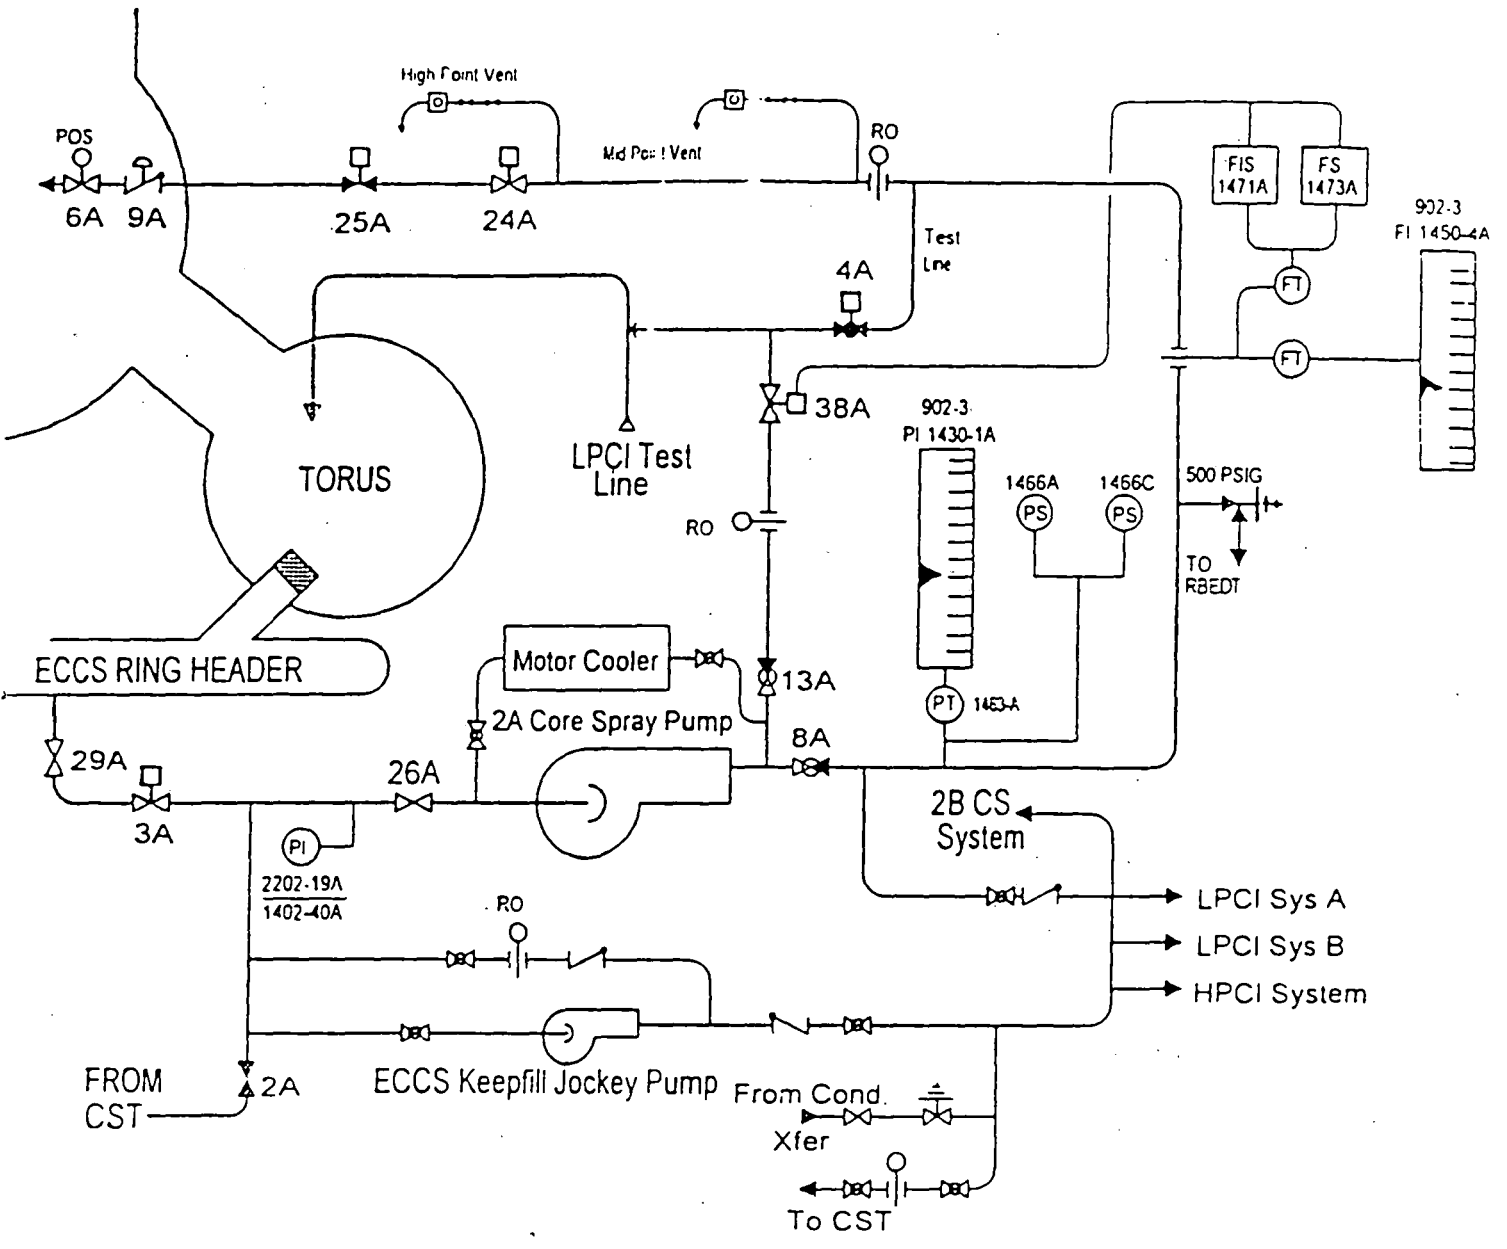 High Point Vent
POS
Mid Point Vent
RO
FIS
1471A
FS
1473A
902-3
FI 1450-4A
6A
9A
25A
24A
Test
Line
4A
FT
FT
38A
902-3
PI 1430-1A
LPCI Test
Line
TORUS
1466A
1466C
500 PSIG
PS
PS
RO
TO
RBEDT
ECCS RING HEADER
Motor Cooler
13A
PT
1463-A
2A Core Spray Pump
8A
29A
26A
3A
2B CS
System
PI
2202-19A
1402-40A
RO
LPCI Sys A
LPCI Sys B
HPCI System
FROM
CST
2A
ECCS Keepfill Jockey Pump
From Cond.
Xfer
To CST